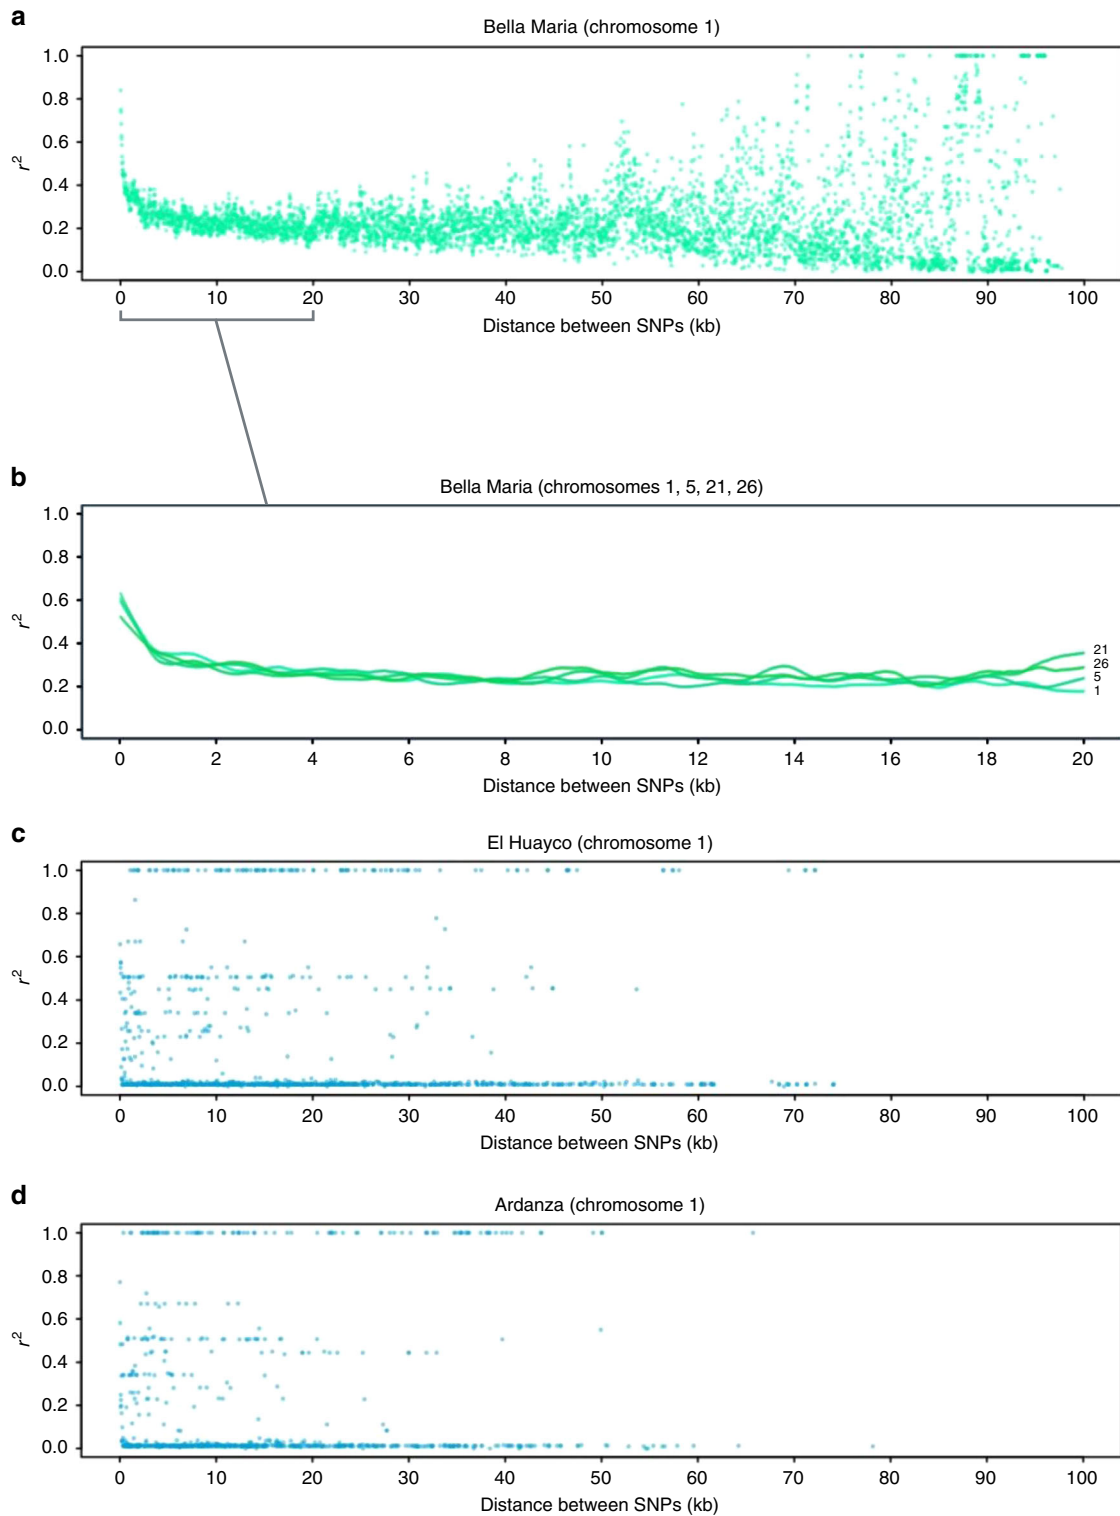 a
Bella Maria (chromosome 1)
1.0
0.8
0.6
0.4
0.2
0.0
r²
0 10 20 30 40 50 60 70 80 90 100
Distance between SNPs (kb)
b
Bella Maria (chromosomes 1, 5, 21, 26)
1.0
0.8
0.6
0.4
0.2
0.0
r²
21
26
5
1
0 2 4 6 8 10 12 14 16 18 20
Distance between SNPs (kb)
c
El Huayco (chromosome 1)
1.0
0.8
0.6
0.4
0.2
0.0
r²
0 10 20 30 40 50 60 70 80 90 100
Distance between SNPs (kb)
d
Ardanza (chromosome 1)
1.0
0.8
0.6
0.4
0.2
0.0
r²
0 10 20 30 40 50 60 70 80 90 100
Distance between SNPs (kb)